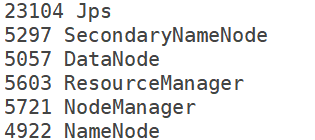 23104 Jps
5297 SecondaryNameNode
5057 DataNode
5603 ResourceManager
5721 NodeManager
4922 NameNode